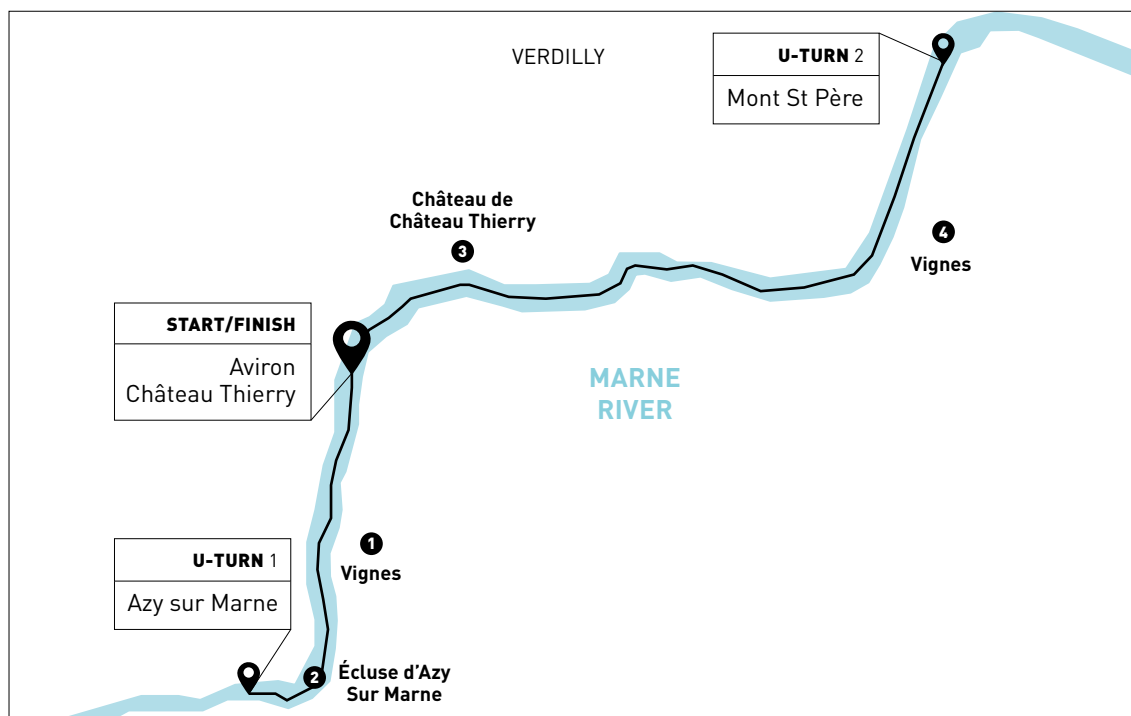 VERDILLY
U-TURN 2
Mont St Père
Château de
Château Thierry
3
4
Vignes
START/FINISH
Aviron
Château Thierry
MARNE
RIVER
1
Vignes
U-TURN 1
Azy sur Marne
2
Écluse d'Azy
Sur Marne